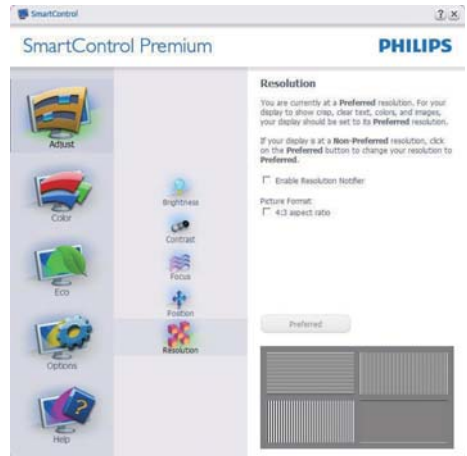 SmartControl
SmartControl Premium
PHILIPS
Adjust
Color
Eco
Options
Help
Brightness
Contrast
Focus
Position
Resolution
Resolution
You are currently at a Preferred resolution. For your
display to show crisp, clear text, colors, and images,
your display should be set to its Preferred resolution.
If your display is at a Non-Preferred resolution, click
on the Preferred button to change your resolution to
Preferred.
Enable Resolution Notifier
Picture Format:
4:3 aspect ratio
Preferred